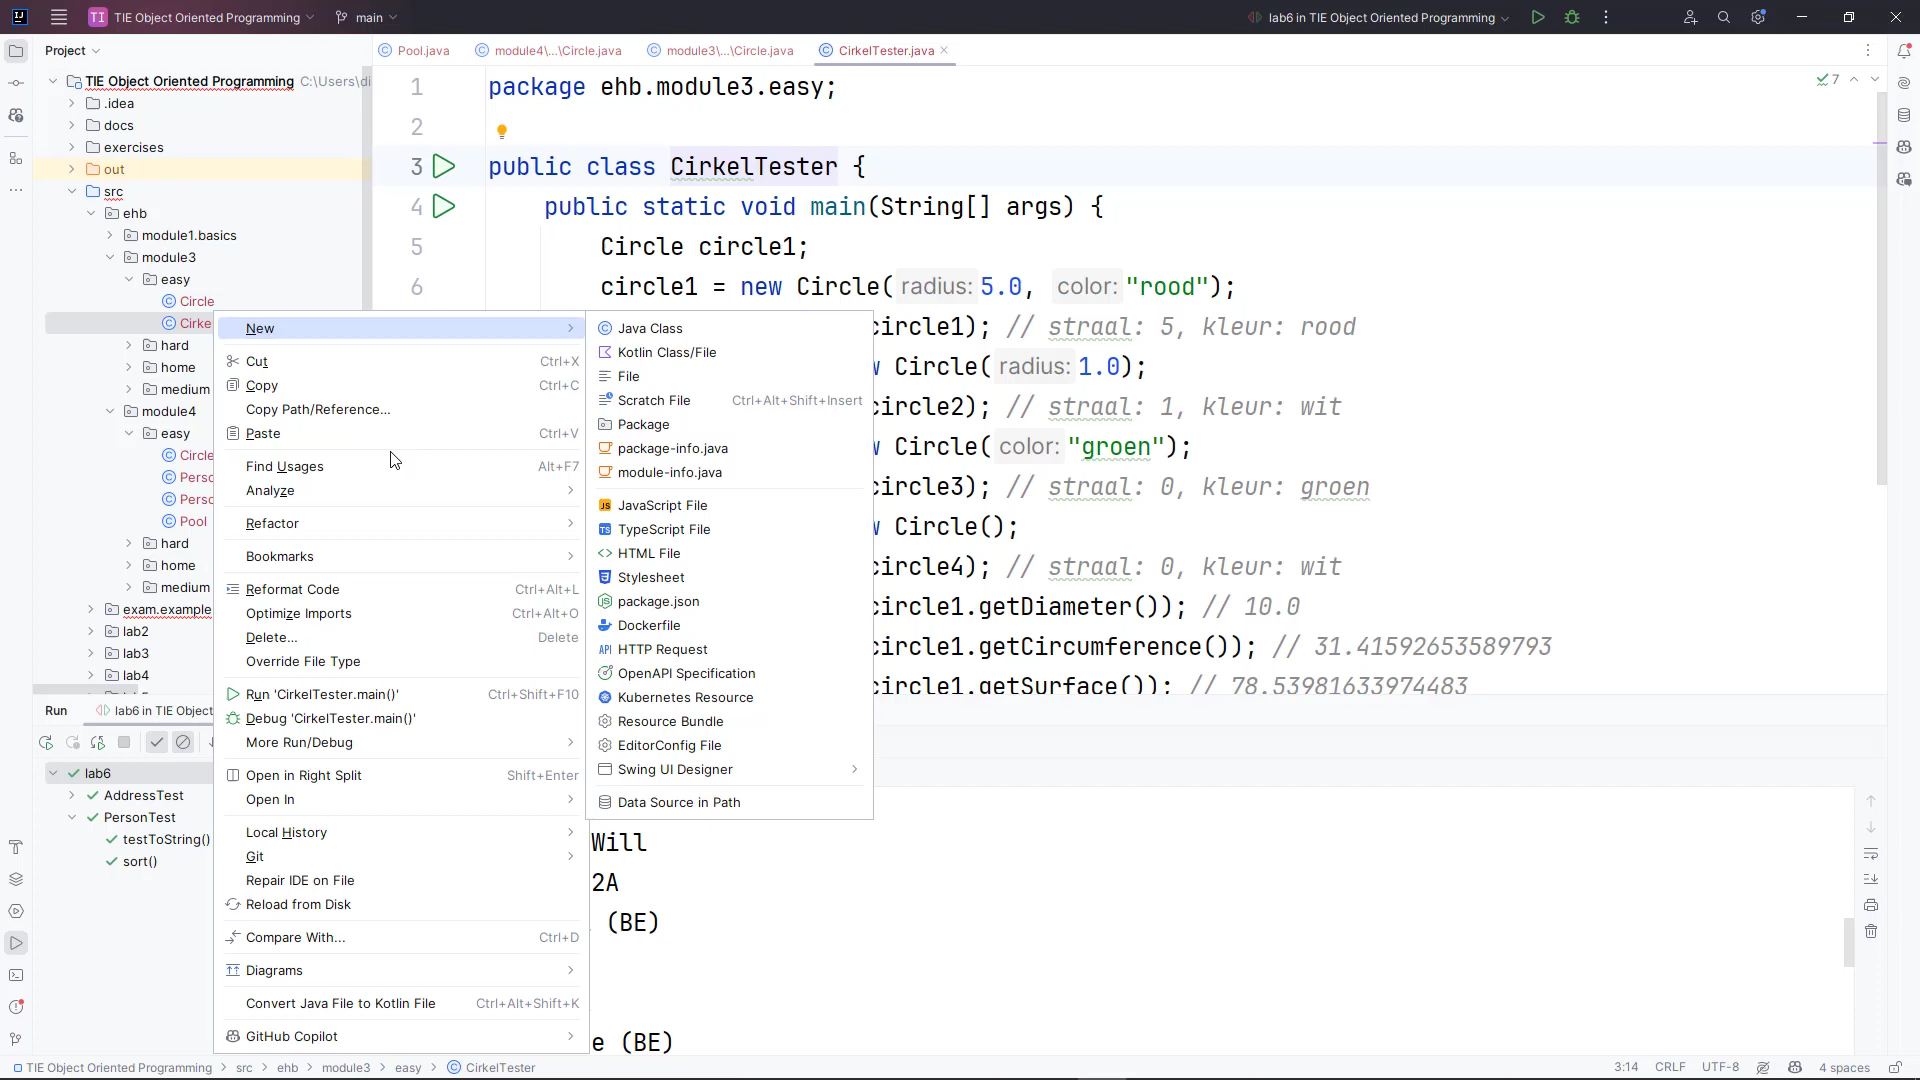 TI TIE Object Oriented Programming main lab6 in TIE Object Oriented Programming
Project
Pool.java module4\...\Circle.java module3\...\Circle.java CirkelTester.java
TIE Object Oriented Programming C:\Users\di
.idea
docs
exercises
out
src
ehb
module1.basics
module3
easy
Circle
Cirke
hard
home
medium
module4
easy
Circle
Perso
Perso
Pool
hard
home
medium
exam.example
lab2
lab3
lab4
1 package ehb.module3.easy;
2
3 public class CirkelTester {
4 public static void main(String[] args) {
5 Circle circle1;
6 circle1 = new Circle( radius: 5.0, color: "rood");
circle1); // straal: 5, kleur: rood
Circle( radius: 1.0);
circle2); // straal: 1, kleur: wit
Circle( color: "groen");
circle3); // straal: 0, kleur: groen
Circle();
circle4); // straal: 0, kleur: wit
circle1.getDiameter()); // 10.0
circle1.getCircumference()); // 31.41592653589793
circle1.getSurface()); // 78.53981633974483
7
New
Cut Ctrl+X
Copy Ctrl+C
Copy Path/Reference...
Paste Ctrl+V
Find Usages Alt+F7
Analyze
Refactor
Bookmarks
Reformat Code Ctrl+Alt+L
Optimize Imports Ctrl+Alt+O
Delete... Delete
Override File Type
Run 'CirkelTester.main()' Ctrl+Shift+F10
Debug 'CirkelTester.main()'
More Run/Debug
Open in Right Split Shift+Enter
Open In
Local History
Git
Repair IDE on File
Reload from Disk
Compare With... Ctrl+D
Diagrams
Convert Java File to Kotlin File Ctrl+Alt+Shift+K
GitHub Copilot
Java Class
Kotlin Class/File
File
Scratch File Ctrl+Alt+Shift+Insert
Package
package-info.java
module-info.java
JavaScript File
TypeScript File
HTML File
Stylesheet
package.json
Dockerfile
HTTP Request
OpenAPI Specification
Kubernetes Resource
Resource Bundle
EditorConfig File
Swing UI Designer
Data Source in Path
Run lab6 in TIE Object
lab6
AddressTest
PersonTest
testToString()
sort()
Will
2A
(BE)
e (BE)
TIE Object Oriented Programming > src > ehb > module3 > easy > CirkelTester 3:14 CRLF UTF-8 4 spaces